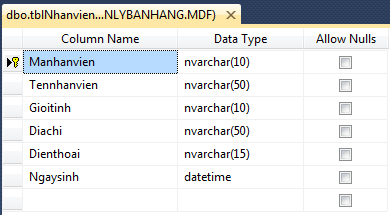 dbo.tblNhanvien...NLYBANHANG.MDF)
Column Name Data Type Allow Nulls
Manhanvien nvarchar(10)
Tennhanvien nvarchar(50)
Gioitinh nvarchar(10)
Diachi nvarchar(50)
Dienthoai nvarchar(15)
Ngaysinh datetime